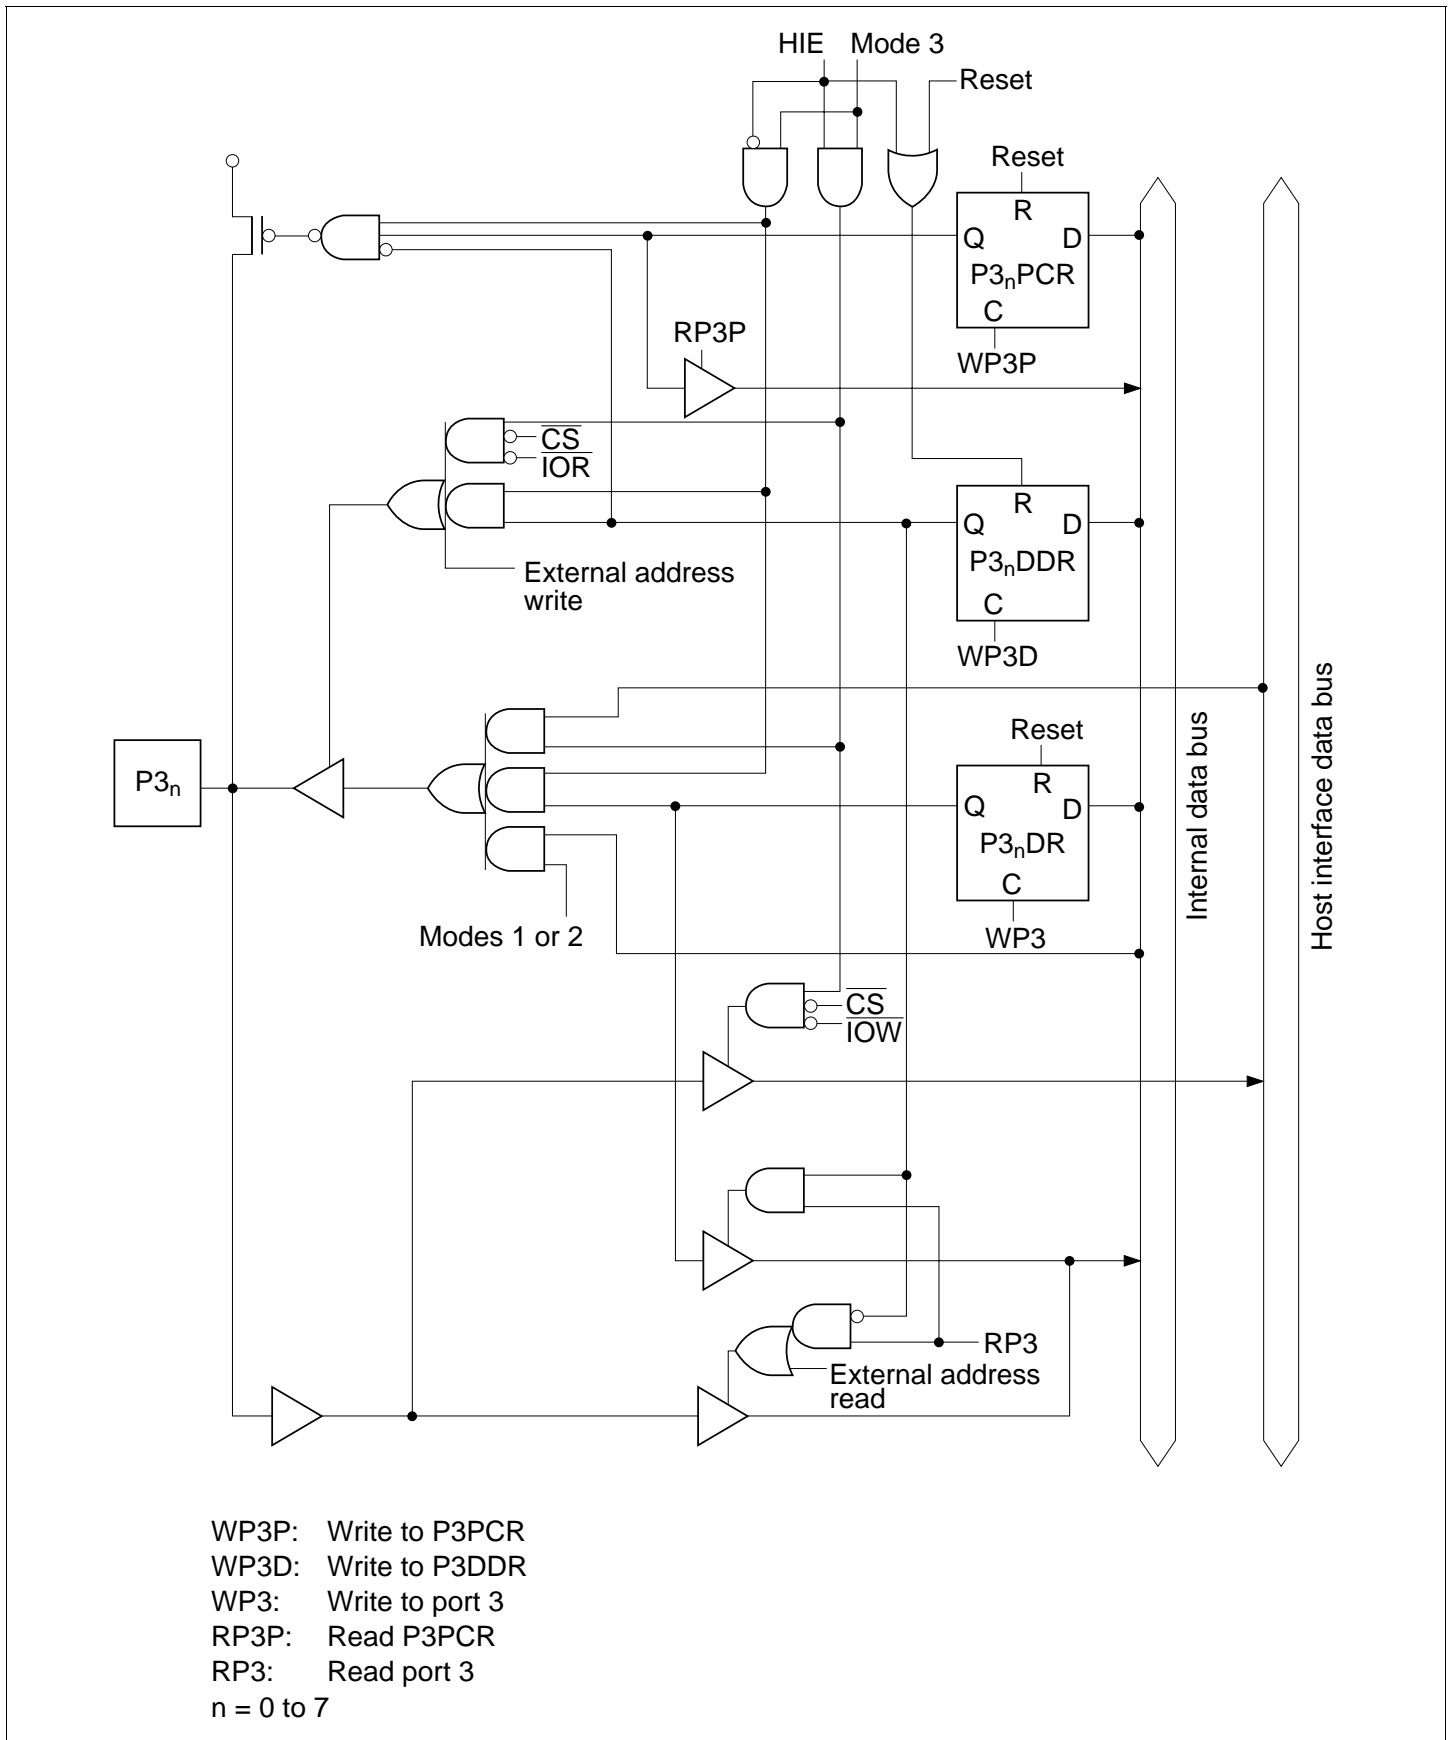 HIE Mode 3
Reset
Reset
R
Q D
P3nPCR
C
WP3P
RP3P
CS
IOR
R
Q D
P3nDDR
C
WP3D
External address
write
Reset
R
Q D
P3nDR
C
WP3
P3n
Modes 1 or 2
Internal data bus
Host interface data bus
CS
IOW
RP3
External address
read
WP3P: Write to P3PCR
WP3D: Write to P3DDR
WP3: Write to port 3
RP3P: Read P3PCR
RP3: Read port 3
n = 0 to 7